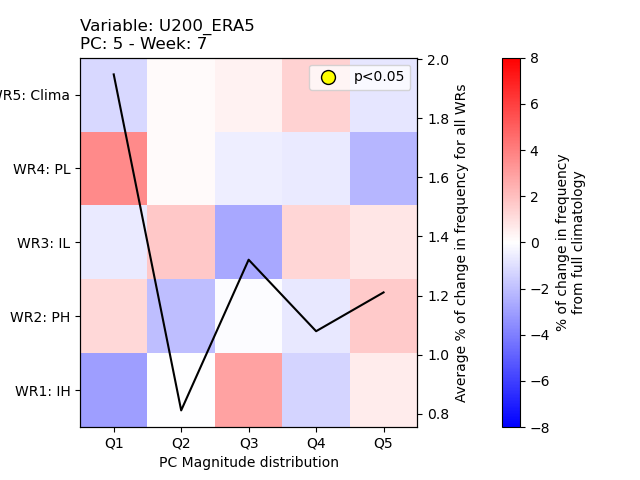 Variable: U200_ERA5
PC: 5 - Week: 7
p<0.05
WR5: Clima
WR4: PL
WR3: IL
WR2: PH
WR1: IH
Q1 Q2 Q3 Q4 Q5
PC Magnitude distribution
2.0
1.8
1.6
1.4
1.2
1.0
0.8
Average % of change in frequency for all WRs
8
6
4
2
0
−2
−4
−6
−8
% of change in frequency
from full climatology